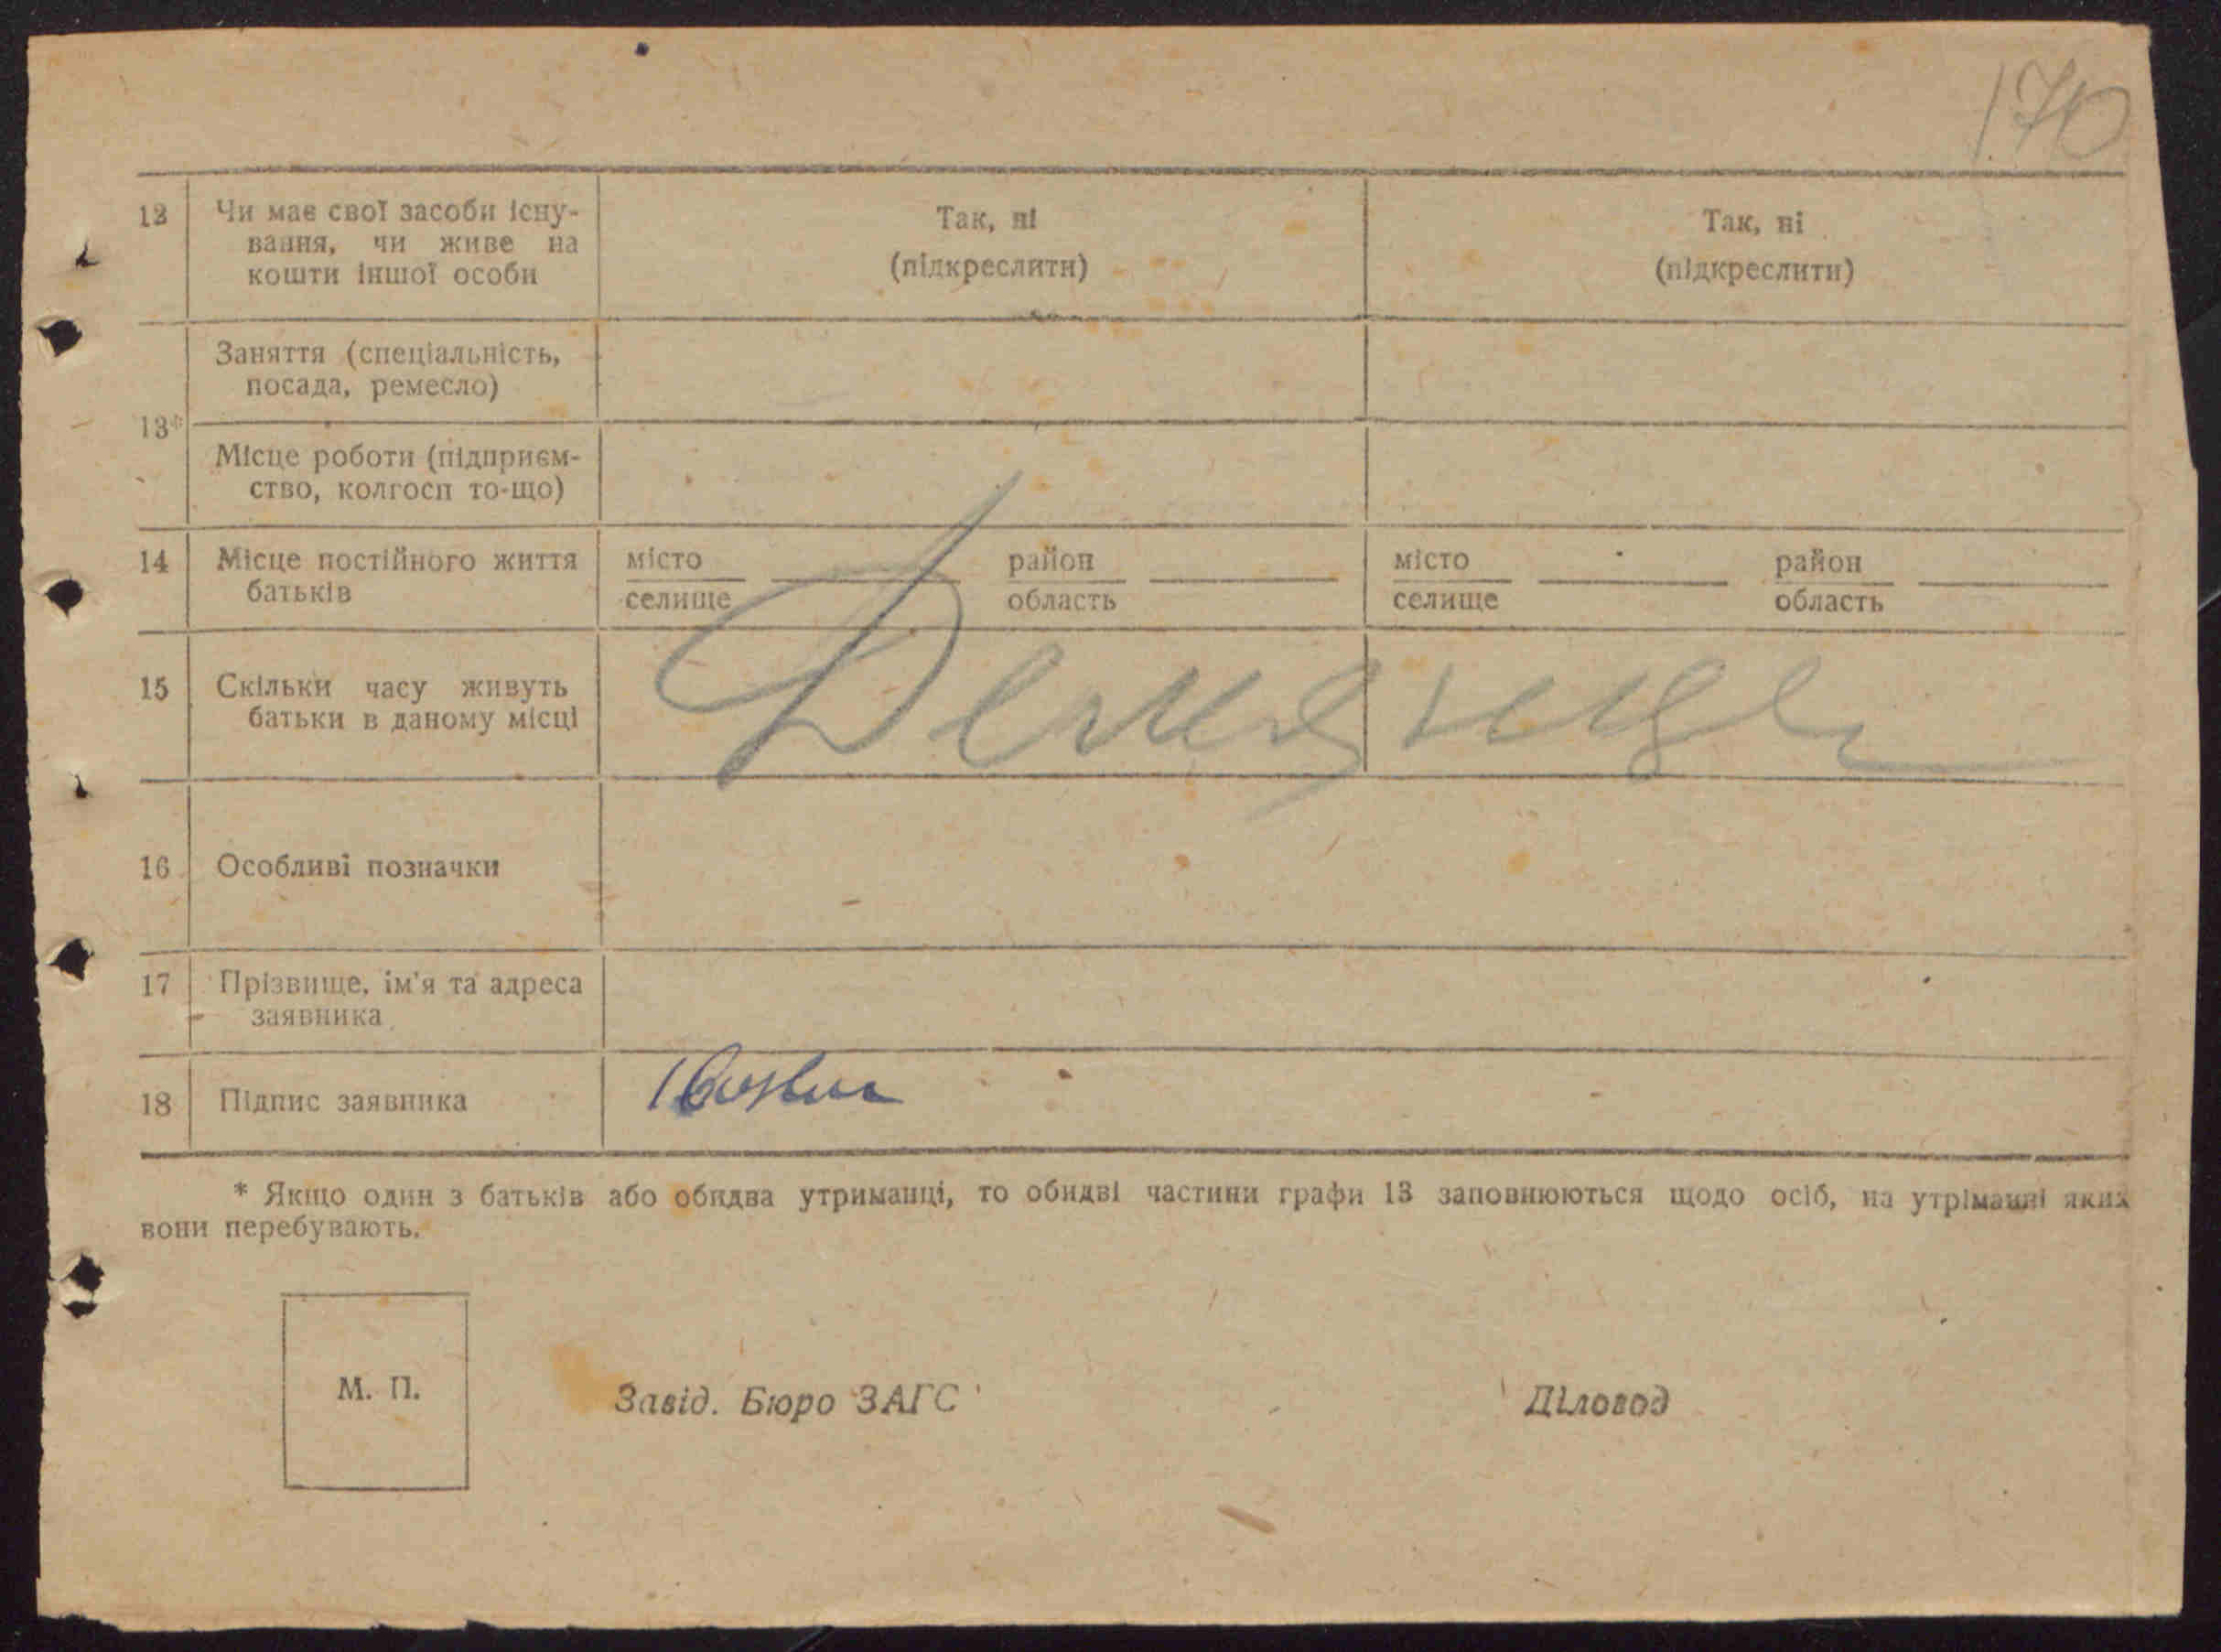 170
12 Чи має свої засоби існу- Так, ні Так, ні
вання, чи живе на (підкреслити) (підкреслити)
кошти іншої особи
Заняття (спеціальність,
посада, ремесло)
13*
Місце роботи (підприєм-
ство, колгосп то-що)
14 Місце постійного життя місто район місто район
батьків селище область селище область
15 Скільки часу живуть
батьки в даному місці
16 Особливі позначки
17 Прізвище, ім'я та адреса
заявника
18 Підпис заявника
* Якщо один з батьків або обидва утриманці, то обидві частини графи 13 заповнюються щодо осіб, на утріманні яких
вони перебувають.
М. П. Завід. Бюро ЗАГС Діловод